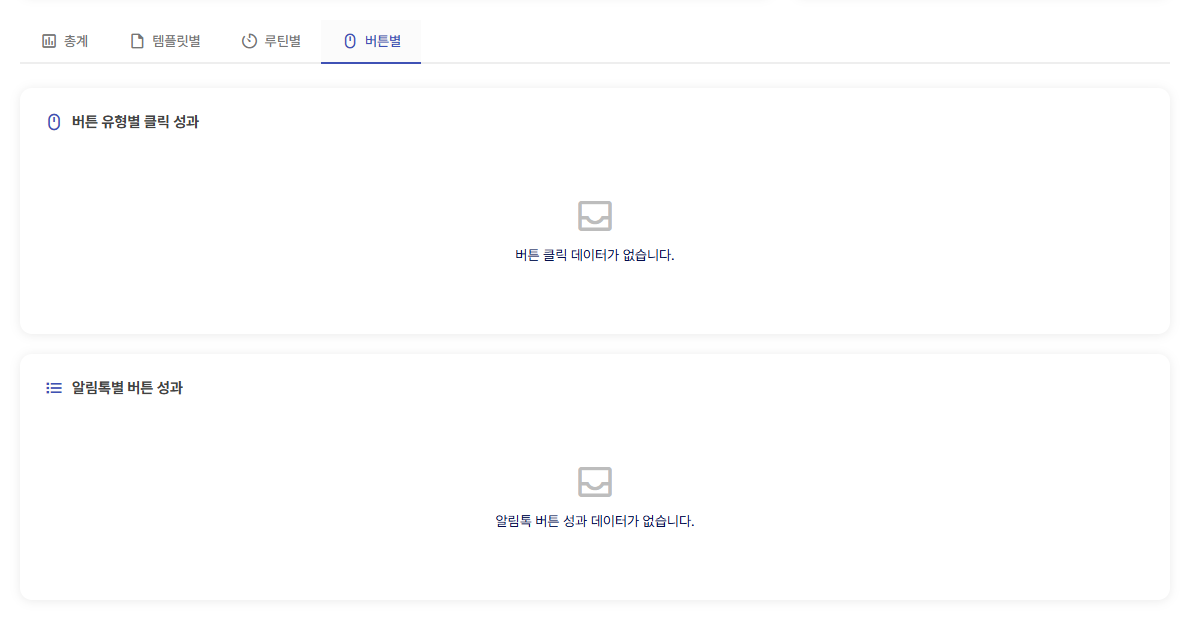 총계 템플릿별 루틴별 버튼별
버튼 유형별 클릭 성과
버튼 클릭 데이터가 없습니다.
알림톡별 버튼 성과
알림톡 버튼 성과 데이터가 없습니다.